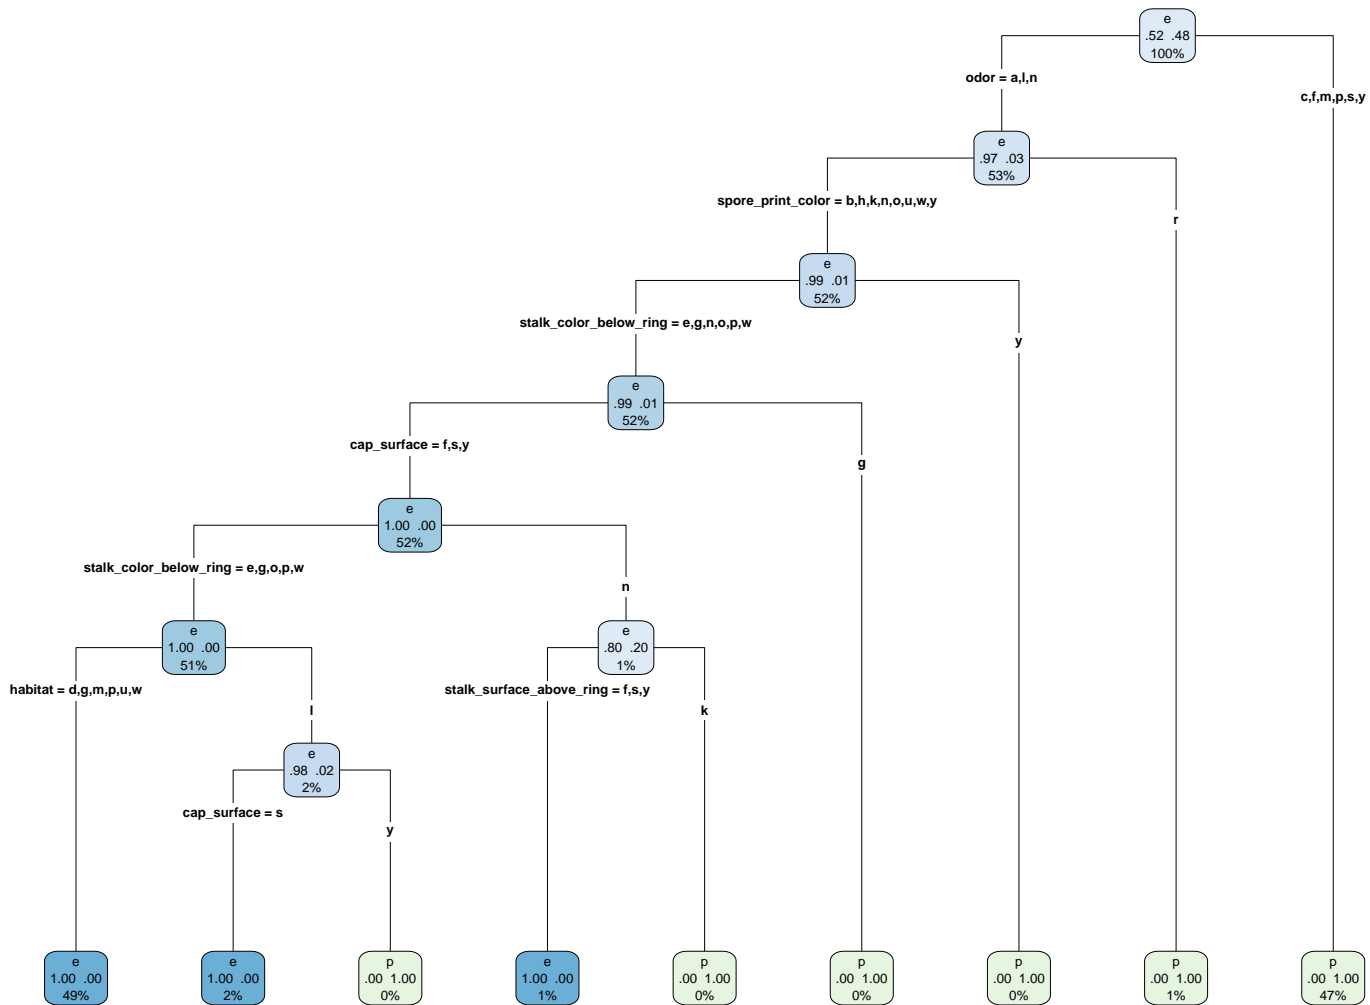 e
.52 .48
100%
odor = a,l,n
c,f,m,p,s,y
e
.97 .03
53%
spore_print_color = b,h,k,n,o,u,w,y
r
e
.99 .01
52%
stalk_color_below_ring = e,g,n,o,p,w
y
e
.99 .01
52%
cap_surface = f,s,y
g
e
1.00 .00
52%
stalk_color_below_ring = e,g,o,p,w
n
e
1.00 .00
51%
e
.80 .20
1%
habitat = d,g,m,p,u,w
l
stalk_surface_above_ring = f,s,y
k
e
.98 .02
2%
cap_surface = s
y
e
1.00 .00
49%
e
1.00 .00
2%
p
.00 1.00
0%
e
1.00 .00
1%
p
.00 1.00
0%
p
.00 1.00
0%
p
.00 1.00
0%
p
.00 1.00
1%
p
.00 1.00
47%